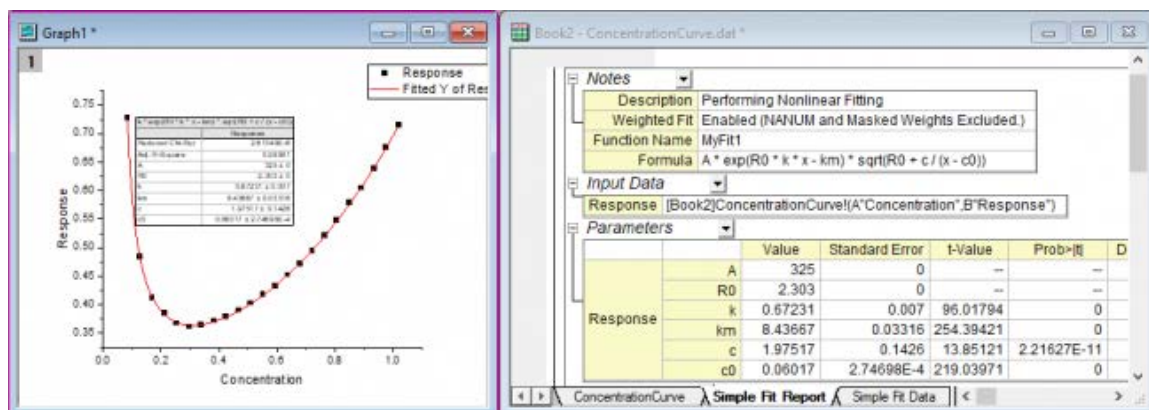 Graph1 *
1
Response
Fitted Y of Res
0.75
0.70
0.65
0.60
0.55
0.50
0.45
0.40
0.35
Response
0.0 0.2 0.4 0.6 0.8 1.0
Concentration
Response
A
R0
k
km
c
c0
Book2 - ConcentrationCurve.dat *
Notes
Description Performing Nonlinear Fitting
Weighted Fit Enabled (NANUM and Masked Weights Excluded.)
Function Name MyFit1
Formula A * exp(R0 * k * x - km) * sqrt(R0 + c / (x - c0))
Input Data
Response [Book2]ConcentrationCurve!(A"Concentration",B"Response")
Parameters
Value Standard Error t-Value Prob>|t| D
Response
A 325 0 -- --
R0 2.303 0 -- --
k 0.67231 0.007 96.01794 0
km 8.43667 0.03316 254.39421 0
c 1.97517 0.1426 13.85121 2.21627E-11
c0 0.06017 2.74698E-4 219.03971 0
ConcentrationCurve Simple Fit Report Simple Fit Data